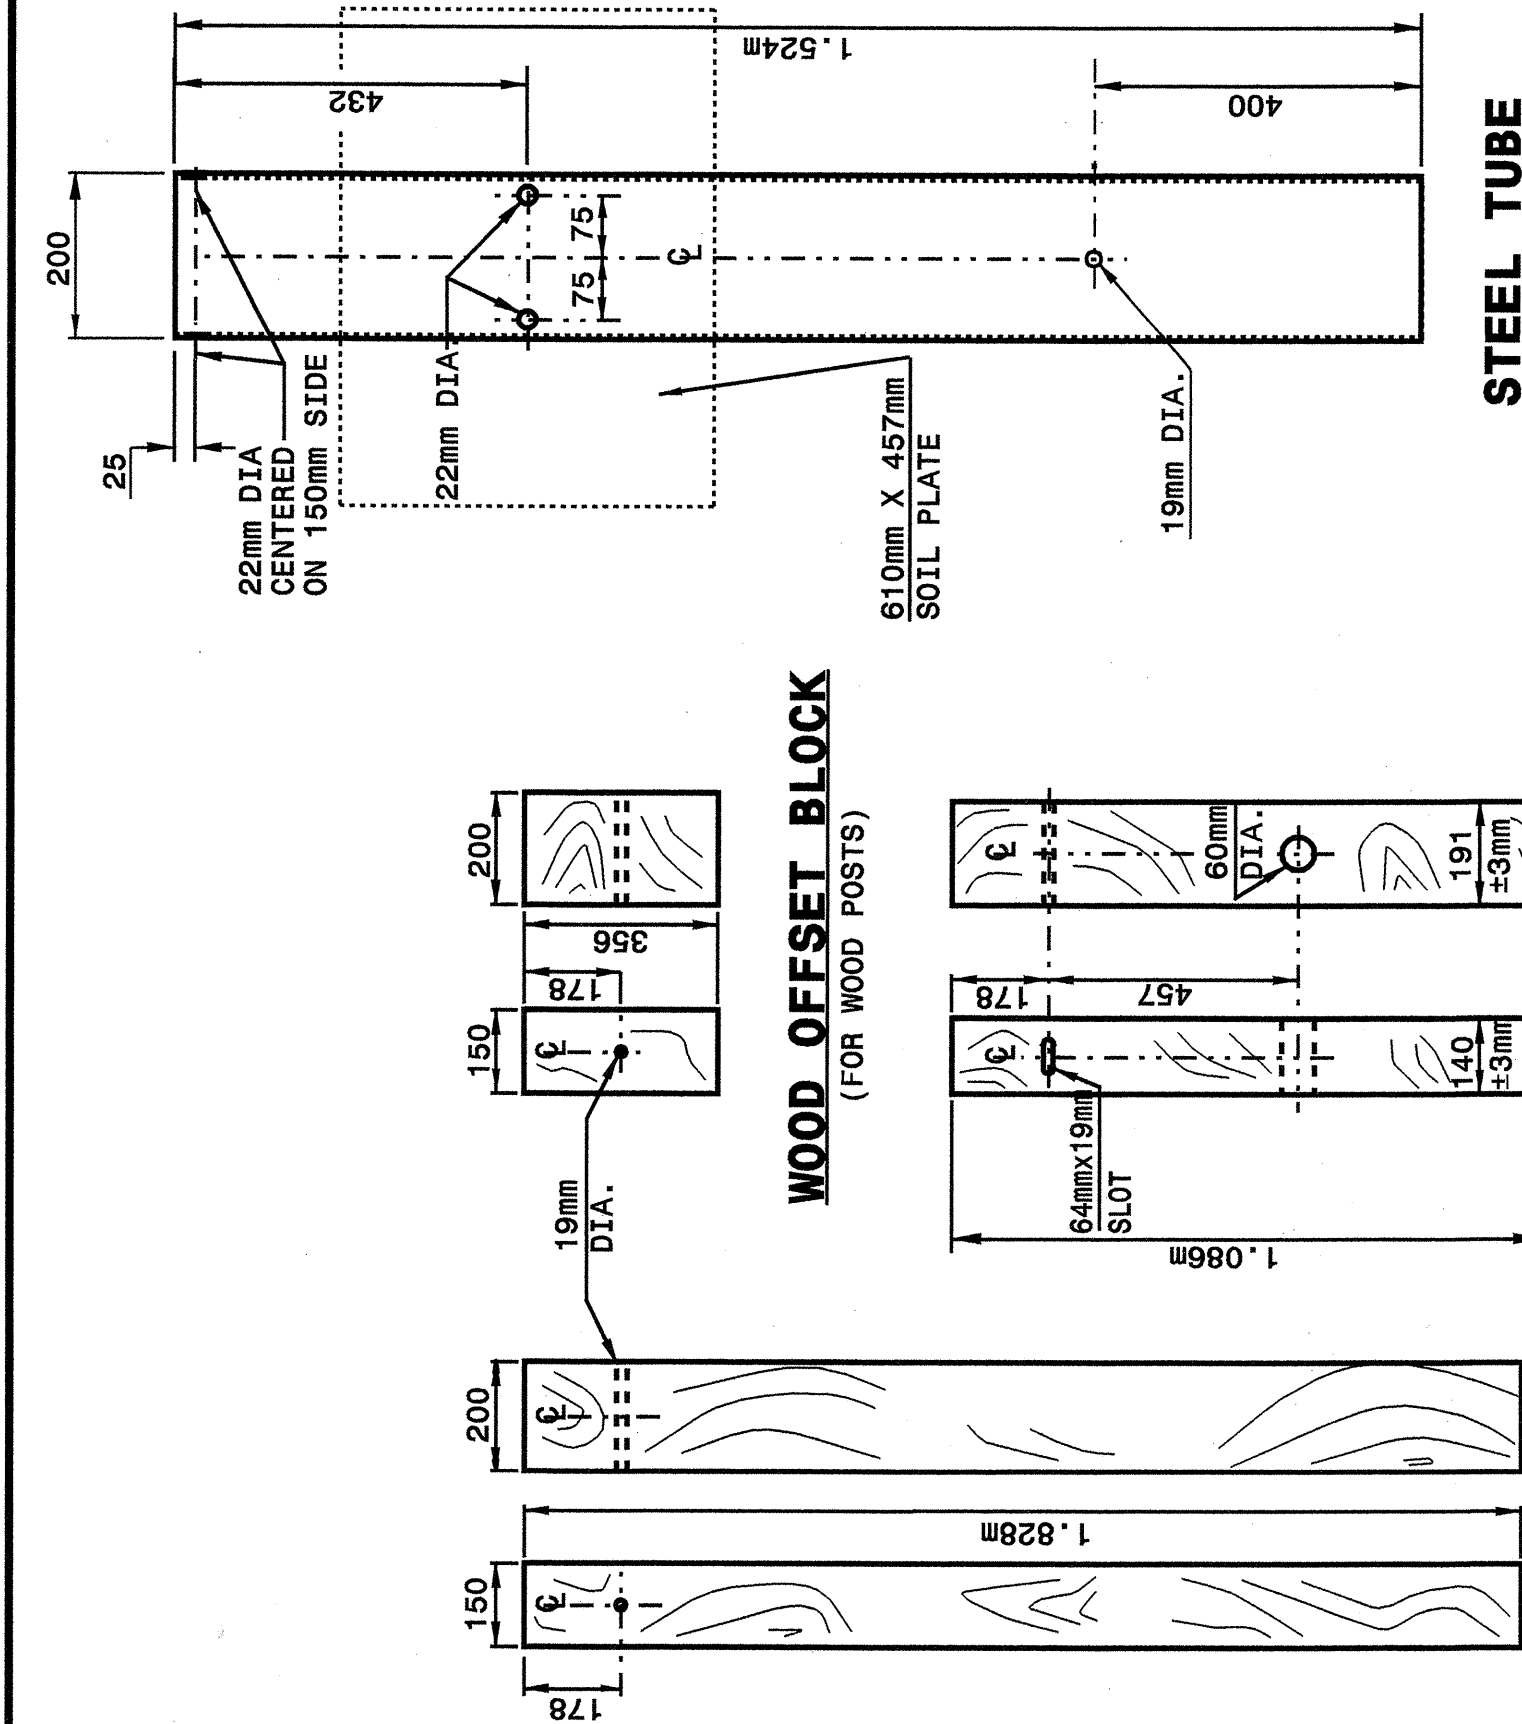 1.524m
432
400
200
75
75
℄
25
22mm DIA
CENTERED
ON 150mm SIDE
22mm DIA.
610mm X 457mm
SOIL PLATE
19mm DIA.
STEEL TUBE
200
356
178
150
℄
19mm
DIA.
WOOD OFFSET BLOCK
(FOR WOOD POSTS)
℄
60mm
DIA.
191
±3mm
178
457
℄
140
±3mm
64mmx19mm
SLOT
1.086m
200
℄
1.828m
150
℄
178